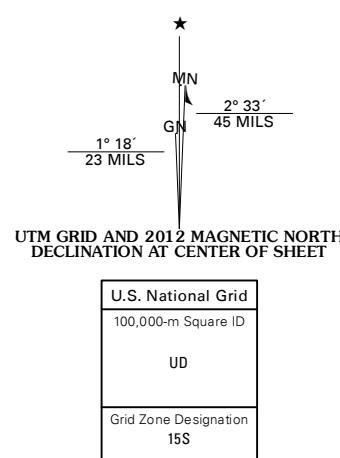 MN
2° 33´
45 MILS
GN
1° 18´
23 MILS
UTM GRID AND 2012 MAGNETIC NORTH
DECLINATION AT CENTER OF SHEET
U.S. National Grid
100,000-m Square ID
UD
Grid Zone Designation
15S